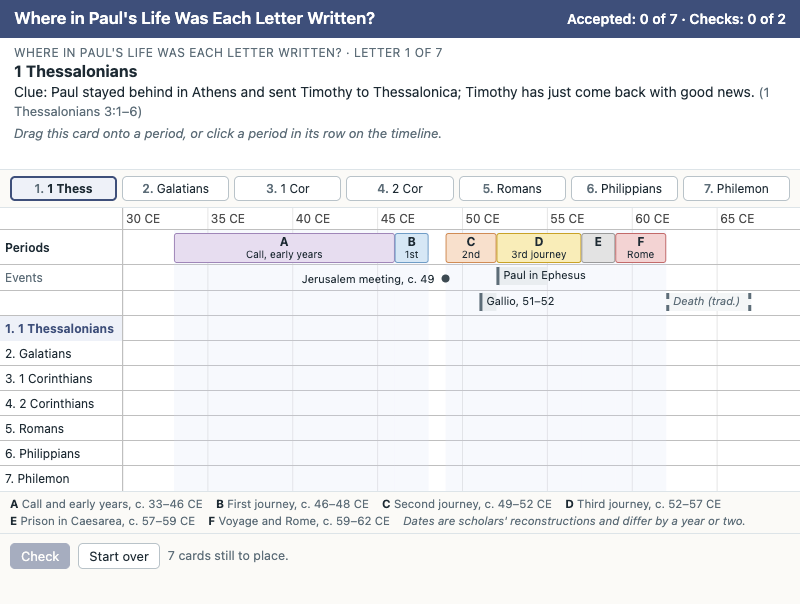 Where in Paul's Life Was Each Letter Written?
Accepted: 0 of 7 · Checks: 0 of 2
WHERE IN PAUL'S LIFE WAS EACH LETTER WRITTEN? · LETTER 1 OF 7
1 Thessalonians
Clue: Paul stayed behind in Athens and sent Timothy to Thessalonica; Timothy has just come back with good news. (1
Thessalonians 3:1–6)
Drag this card onto a period, or click a period in its row on the timeline.
1. 1 Thess
2. Galatians
3. 1 Cor
4. 2 Cor
5. Romans
6. Philippians
7. Philemon
30 CE 35 CE 40 CE 45 CE 50 CE 55 CE 60 CE 65 CE
Periods
A
Call, early years
B
1st
C
2nd
D
3rd journey
E
F
Rome
Events
Jerusalem meeting, c. 49
Paul in Ephesus
Gallio, 51–52
Death (trad.)
1. 1 Thessalonians
2. Galatians
3. 1 Corinthians
4. 2 Corinthians
5. Romans
6. Philippians
7. Philemon
A Call and early years, c. 33–46 CE B First journey, c. 46–48 CE C Second journey, c. 49–52 CE D Third journey, c. 52–57 CE
E Prison in Caesarea, c. 57–59 CE F Voyage and Rome, c. 59–62 CE Dates are scholars' reconstructions and differ by a year or two.
Check
Start over
7 cards still to place.